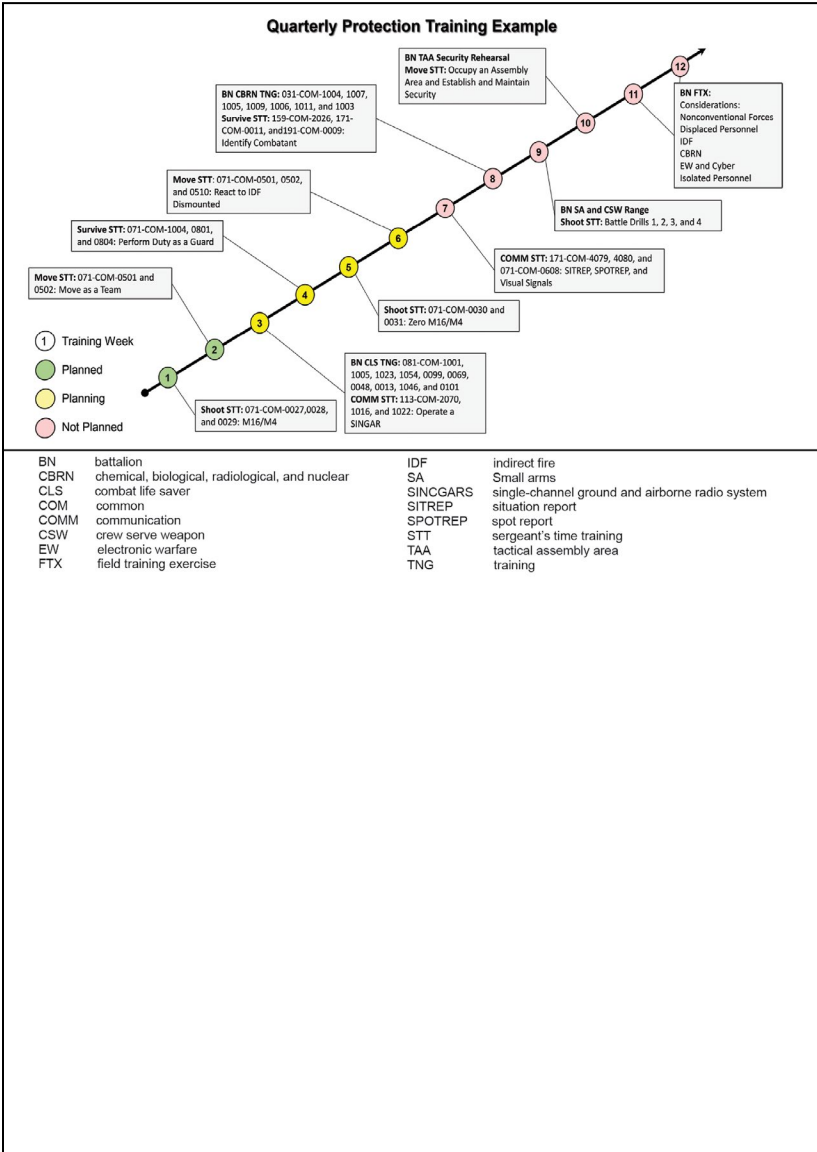 Quarterly Protection Training Example
BN TAA Security Rehearsal
Move STT: Occupy an Assembly
Area and Establish and Maintain
Security
12
11
BN FTX:
Considerations:
Nonconventional Forces
Displaced Personnel
IDF
CBRN
EW and Cyber
Isolated Personnel
BN CBRN TNG: 031-COM-1004, 1007,
1005, 1009, 1006, 1011, and 1003
Survive STT: 159-COM-2026, 171-
COM-0011, and191-COM-0009:
Identify Combatant
10
9
BN SA and CSW Range
Shoot STT: Battle Drills 1, 2, 3, and 4
Move STT: 071-COM-0501, 0502,
and 0510: React to IDF
Dismounted
8
7
COMM STT: 171-COM-4079, 4080, and
071-COM-0608: SITREP, SPOTREP, and
Visual Signals
Survive STT: 071-COM-1004, 0801,
and 0804: Perform Duty as a Guard
6
5
Shoot STT: 071-COM-0030 and
0031: Zero M16/M4
Move STT: 071-COM-0501 and
0502: Move as a Team
4
3
BN CLS TNG: 081-COM-1001,
1005, 1023, 1054, 0099, 0069,
0048, 0013, 1046, and 0101
COMM STT: 113-COM-2070,
1016, and 1022: Operate a
SINGAR
2
1
Shoot STT: 071-COM-0027,0028,
and 0029: M16/M4
1 Training Week
Planned
Planning
Not Planned
BN battalion
CBRN chemical, biological, radiological, and nuclear
CLS combat life saver
COM common
COMM communication
CSW crew serve weapon
EW electronic warfare
FTX field training exercise
IDF indirect fire
SA Small arms
SINCGARS single-channel ground and airborne radio system
SITREP situation report
SPOTREP spot report
STT sergeant's time training
TAA tactical assembly area
TNG training